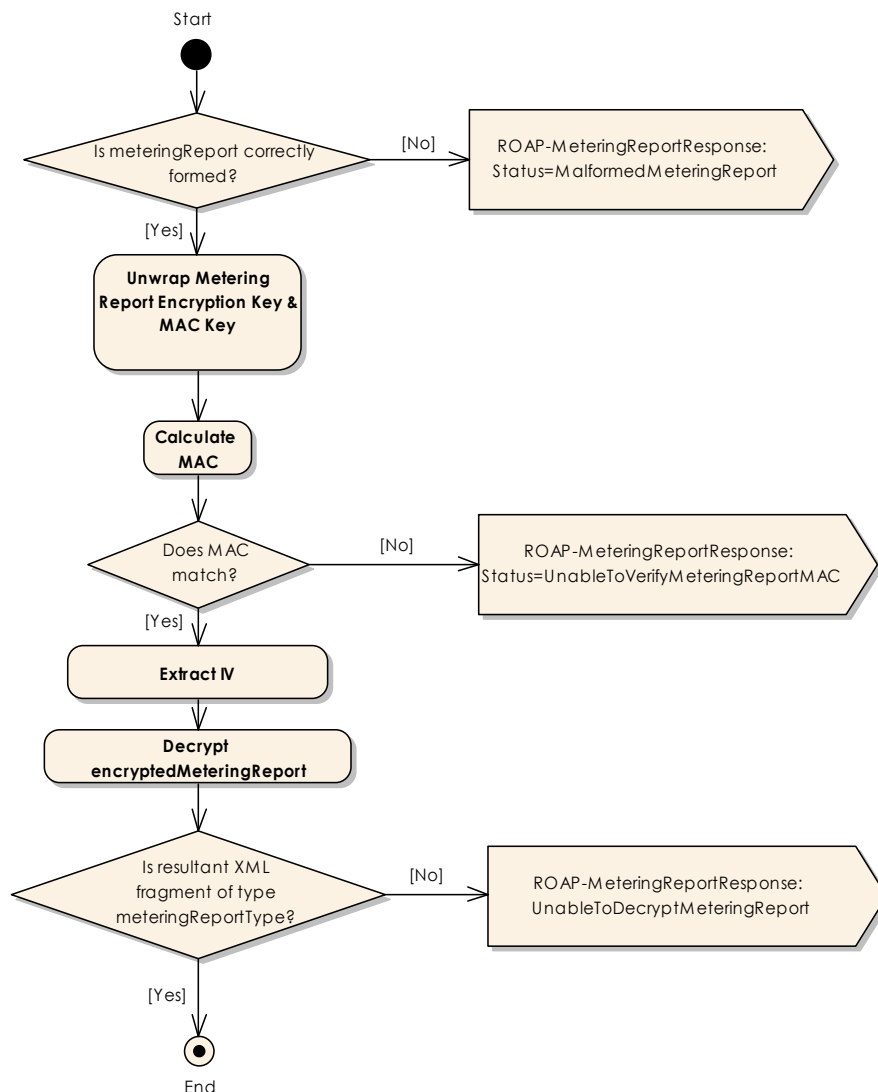 Start
Is meteringReport correctly
formed?
[No]
ROAP-MeteringReportResponse:
Status=MalformedMeteringReport
[Yes]
Unwrap Metering
Report Encryption Key &
MAC Key
Calculate
MAC
Does MAC
match?
[No]
ROAP-MeteringReportResponse:
Status=UnableToVerifyMeteringReportMAC
[Yes]
Extract IV
Decrypt
encryptedMeteringReport
Is resultant XML
fragment of type
meteringReportType?
[No]
ROAP-MeteringReportResponse:
UnableToDecryptMeteringReport
[Yes]
End